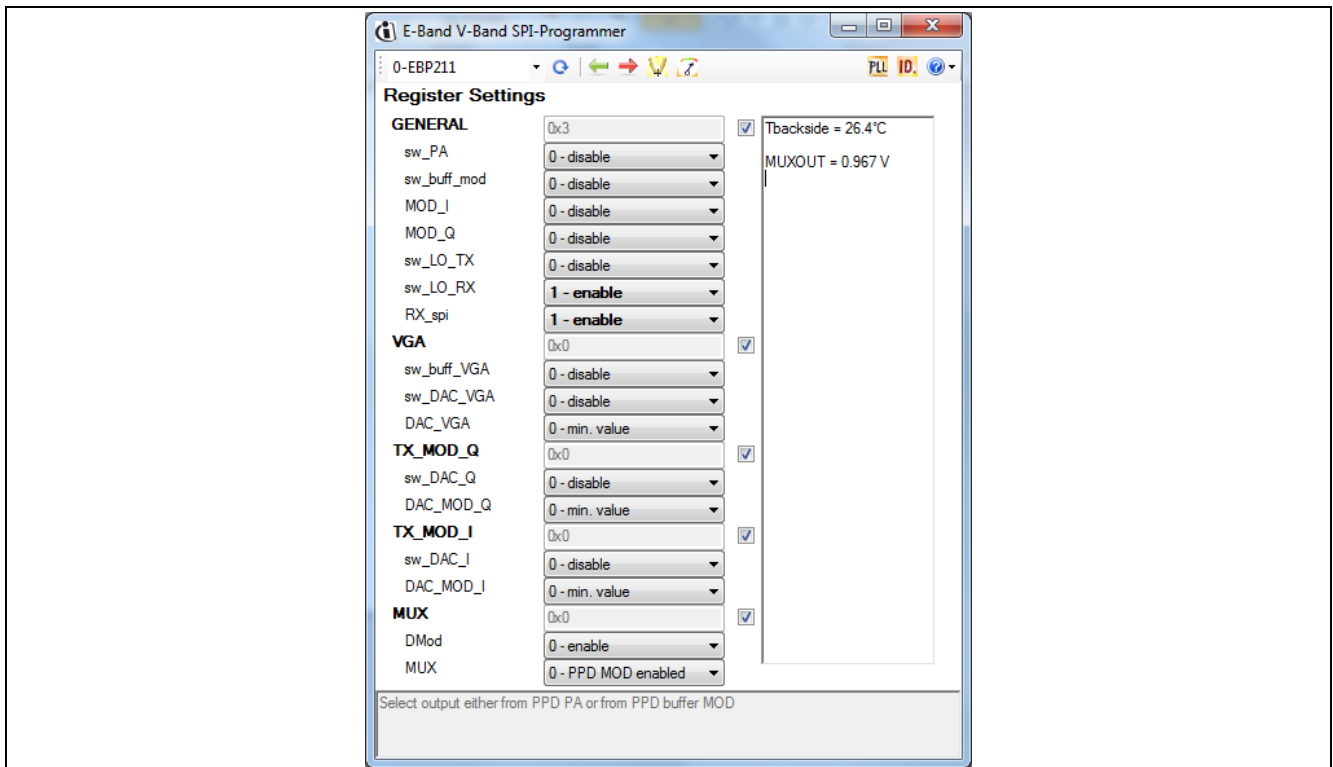 E-Band V-Band SPI-Programmer
0-EBP211
PLL ID.
Register Settings
GENERAL 0x3
sw_PA 0 - disable
sw_buff_mod 0 - disable
MOD_I 0 - disable
MOD_Q 0 - disable
sw_LO_TX 0 - disable
sw_LO_RX 1 - enable
RX_spi 1 - enable
VGA 0x0
sw_buff_VGA 0 - disable
sw_DAC_VGA 0 - disable
DAC_VGA 0 - min. value
TX_MOD_Q 0x0
sw_DAC_Q 0 - disable
DAC_MOD_Q 0 - min. value
TX_MOD_I 0x0
sw_DAC_I 0 - disable
DAC_MOD_I 0 - min. value
MUX 0x0
DMod 0 - enable
MUX 0 - PPD MOD enabled
Tbackside = 26.4°C
MUXOUT = 0.967 V
Select output either from PPD PA or from PPD buffer MOD